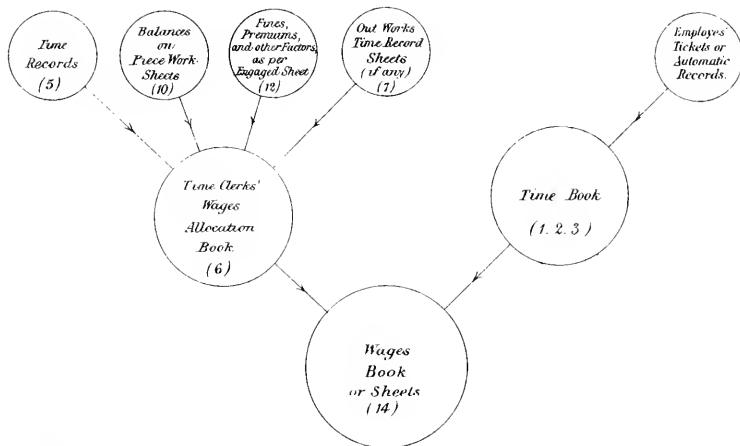 Time
Records
(5)
Balances
on
Piece Work
Sheets
(10)
Fines,
Premiums,
and other Factors,
as per
Engaged Sheet
(12)
Out Works
Time Record
Sheets
(if any)
(7)
Employes'
Tickets or
Automatic
Records.
Time Clerks'
Wages
Allocation
Book.
(6)
Time Book
(1. 2. 3)
Wages
Book
or Sheets
(14)